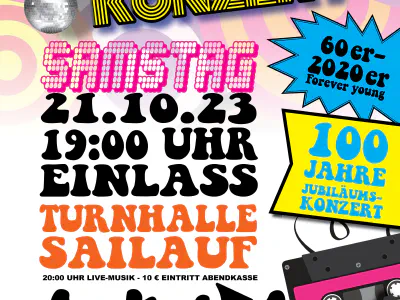 KONZERT
SAMSTAG
21.10.23
19:00 UHR
EINLASS
TURNHALLE
SAILAUF
20:00 UHR LIVE-MUSIK - 10 € EINTRITT ABENDKASSE
60er-
2020er
Forever young
100
JAHRE
JUBILÄUMS-
KONZERT